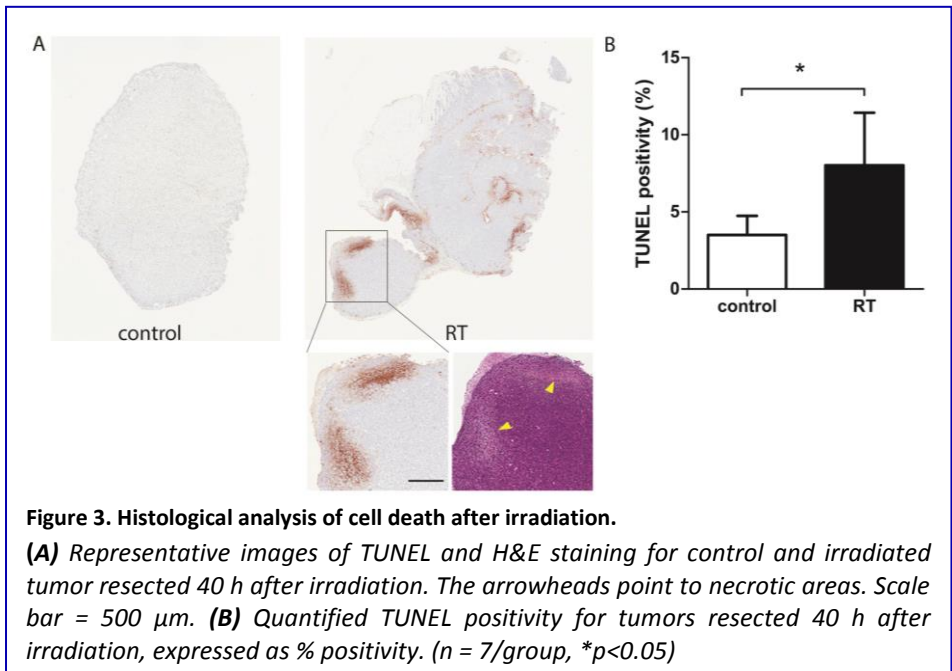 A
control
RT
B
15
10
5
0
TUNEL positivity (%)
*
control
RT
Figure 3. Histological analysis of cell death after irradiation.
(A) Representative images of TUNEL and H&E staining for control and irradiated
tumor resected 40 h after irradiation. The arrowheads point to necrotic areas. Scale
bar = 500 µm. (B) Quantified TUNEL positivity for tumors resected 40 h after
irradiation, expressed as % positivity. (n = 7/group, *p<0.05)